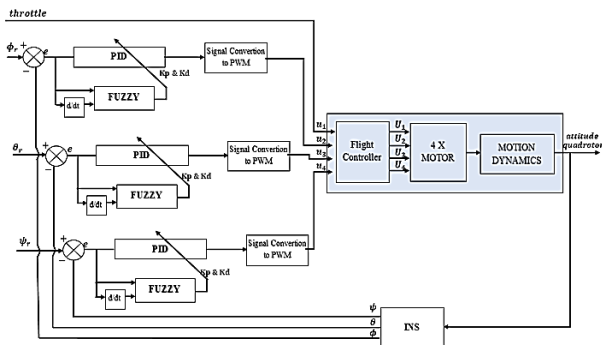 throttle
ϕr + e
−
PID
Kp & Kd
FUZZY
d/dt
Signal Convertion
to PWM
θr + e
−
PID
Kp & Kd
FUZZY
d/dt
Signal Convertion
to PWM
ψr + e
−
PID
Kp & Kd
FUZZY
d/dt
Signal Convertion
to PWM
u1
u2
u3
u4
Flight
Controller
U1
U2
U3
U4
4 X
MOTOR
MOTION
DYNAMICS
attitude
quadrotor
INS
ψ
θ
ϕ